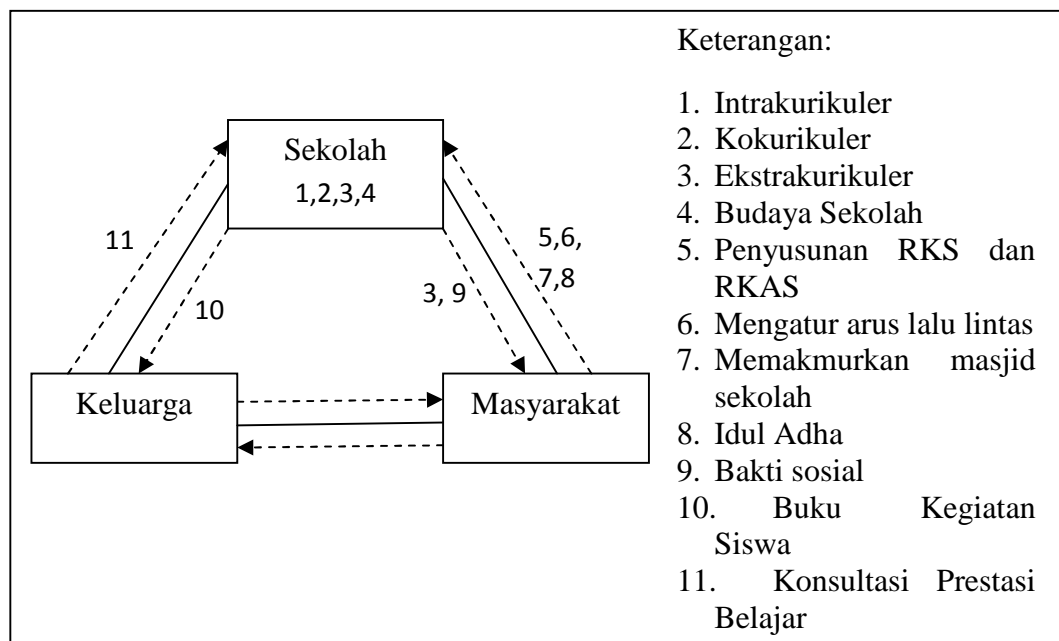 Sekolah
1,2,3,4
11
10
3, 9
5,6,
7,8
Keluarga
Masyarakat
Keterangan:
1. Intrakurikuler
2. Kokurikuler
3. Ekstrakurikuler
4. Budaya Sekolah
5. Penyusunan RKS dan
RKAS
6. Mengatur arus lalu lintas
7. Memakmurkan masjid
sekolah
8. Idul Adha
9. Bakti sosial
10. Buku Kegiatan
Siswa
11. Konsultasi Prestasi
Belajar